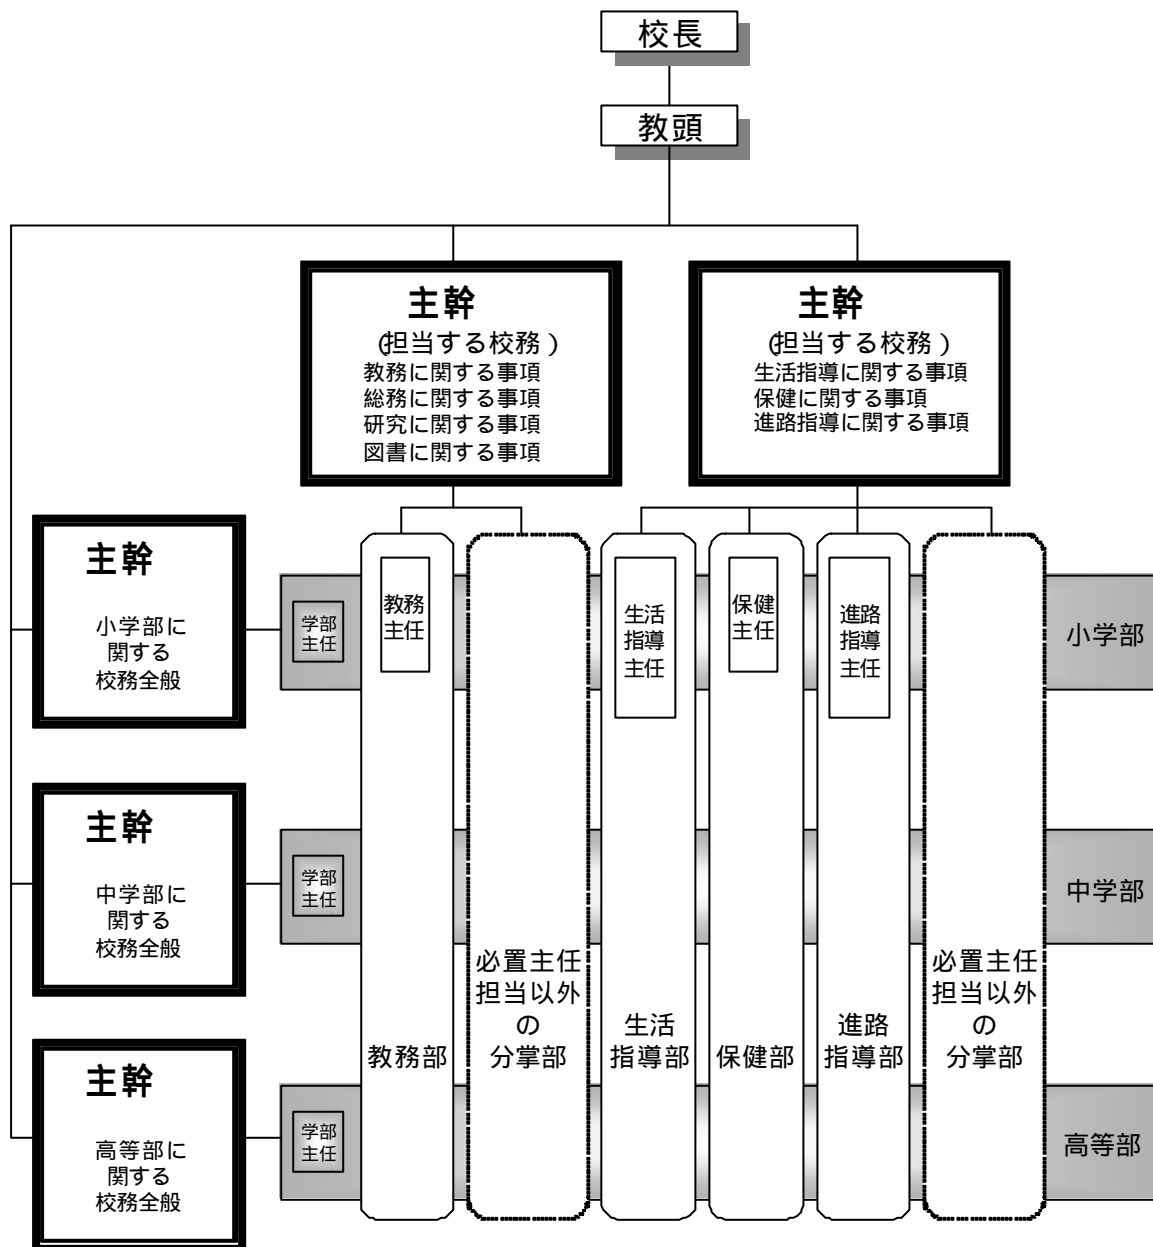 校長
教頭
主幹
(担当する校務)
教務に関する事項
総務に関する事項
研究に関する事項
図書に関する事項
主幹
(担当する校務)
生活指導に関する事項
保健に関する事項
進路指導に関する事項
主幹
小学部に
関する
校務全般
学部
主任
教務
主任
生活
指導
主任
保健
主任
進路
指導
主任
小学部
主幹
中学部に
関する
校務全般
学部
主任
中学部
教務部
必置主任
担当以外
の
分掌部
生活
指導部
保健部
進路
指導部
必置主任
担当以外
の
分掌部
主幹
高等部に
関する
校務全般
学部
主任
高等部